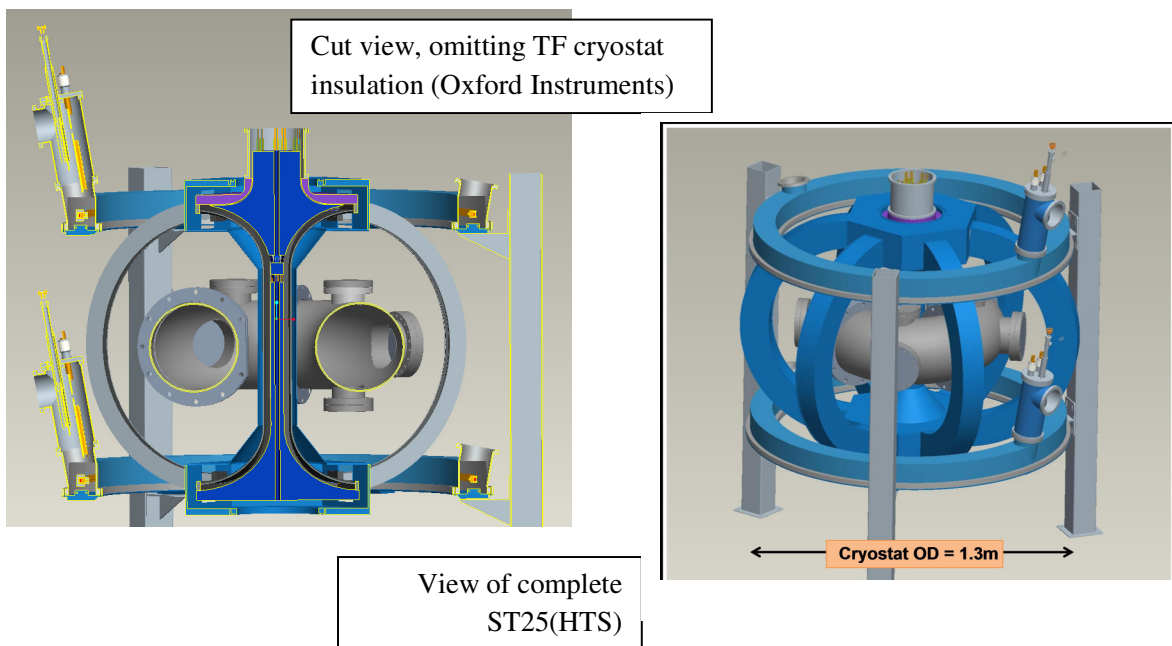 Cut view, omitting TF cryostat
insulation (Oxford Instruments)
Cryostat OD = 1.3m
View of complete
ST25(HTS)